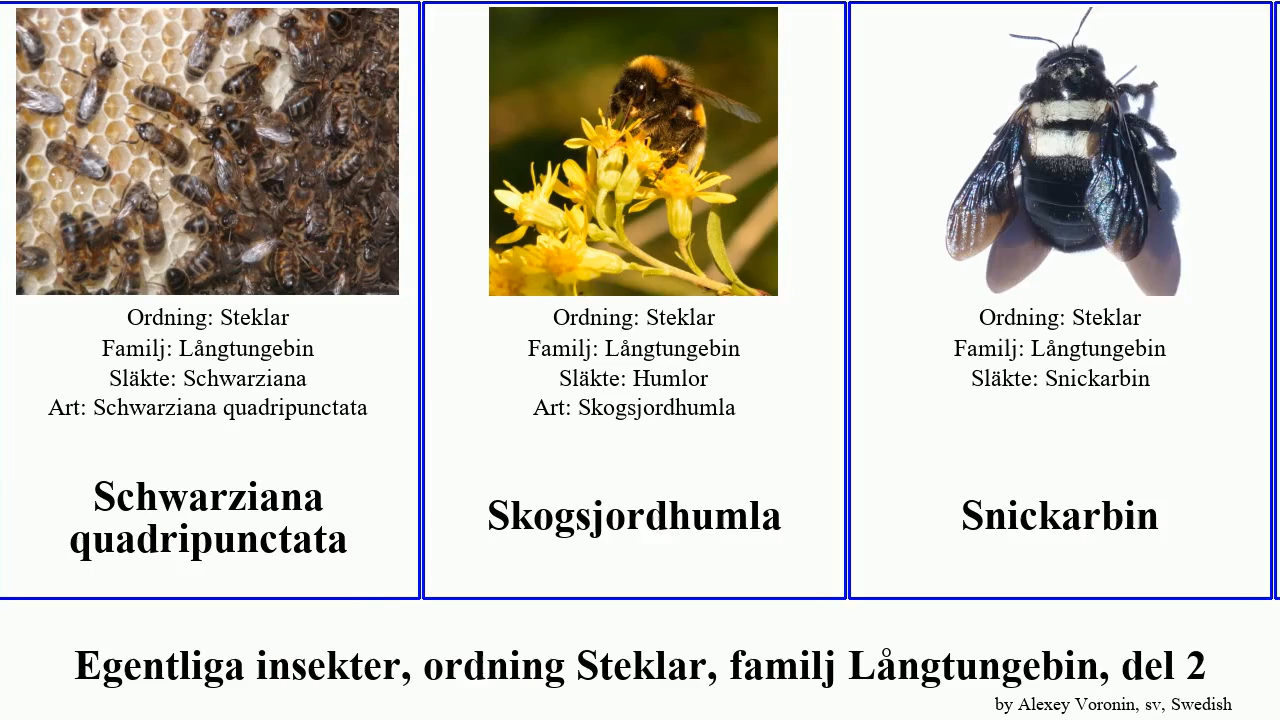 Ordning: Steklar
Familj: Långtungebin
Släkte: Schwarziana
Art: Schwarziana quadripunctata
Schwarziana
quadripunctata
Ordning: Steklar
Familj: Långtungebin
Släkte: Humlor
Art: Skogsjordhumla
Skogsjordhumla
Ordning: Steklar
Familj: Långtungebin
Släkte: Snickarbin
Snickarbin
Egentliga insekter, ordning Steklar, familj Långtungebin, del 2
by Alexey Voronin, sv, Swedish